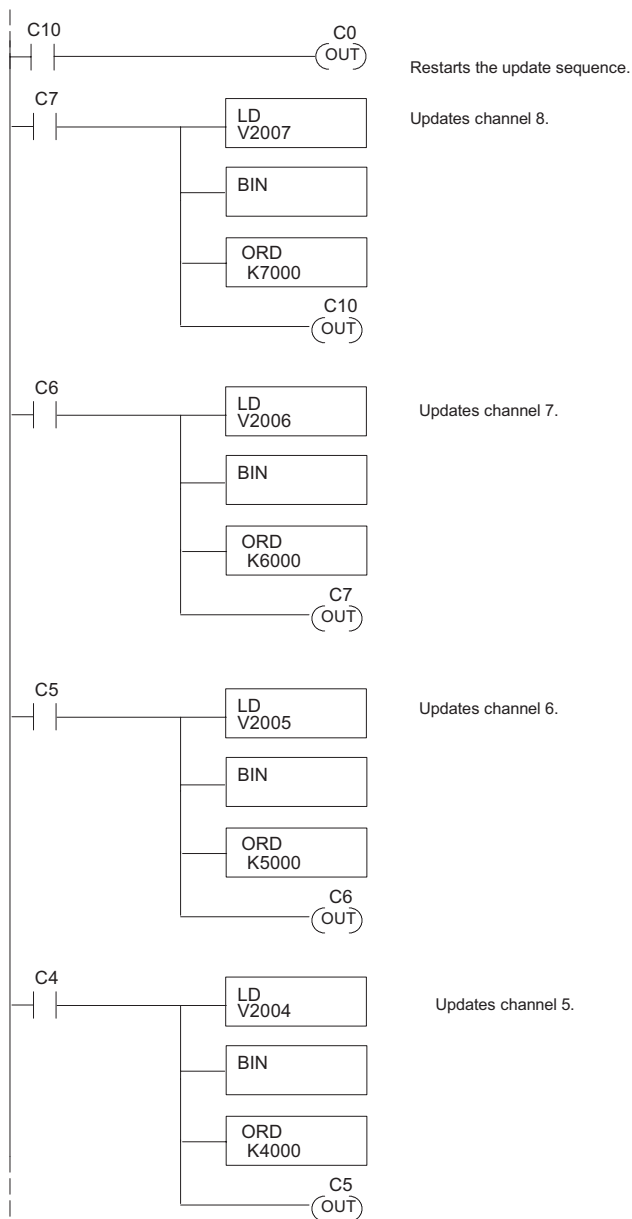 C10
C0
OUT
Restarts the update sequence.
C7
LD
V2007
Updates channel 8.
BIN
ORD
K7000
C10
OUT
C6
LD
V2006
Updates channel 7.
BIN
ORD
K6000
C7
OUT
C5
LD
V2005
Updates channel 6.
BIN
ORD
K5000
C6
OUT
C4
LD
V2004
Updates channel 5.
BIN
ORD
K4000
C5
OUT